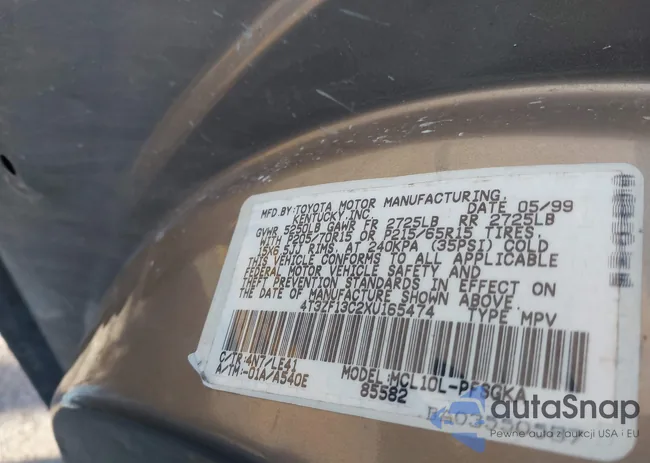 MFD.BY:TOYOTA MOTOR MANUFACTURING,
KENTUCKY,INC. DATE 05/99
GVWR 5250LB GAWR FR 2725LB RR 2725LB
WITH P205/70R15 OR P215/65R15 TIRES,
15X6 JJ RIMS, AT 240KPA (35PSI) COLD
THIS VEHICLE CONFORMS TO ALL APPLICABLE
FEDERAL MOTOR VEHICLE SAFETY AND
THEFT PREVENTION STANDARDS IN EFFECT ON
THE DATE OF MANUFACTURE SHOWN ABOVE.
4T3ZF13C2XU165474 TYPE MPV
C/TR:4N7/LE41
A/TM:-01A/A540E
MODEL:MCL10L-PFSGKA
85582
autoSnap
Pewne auta z aukcji USA i EU